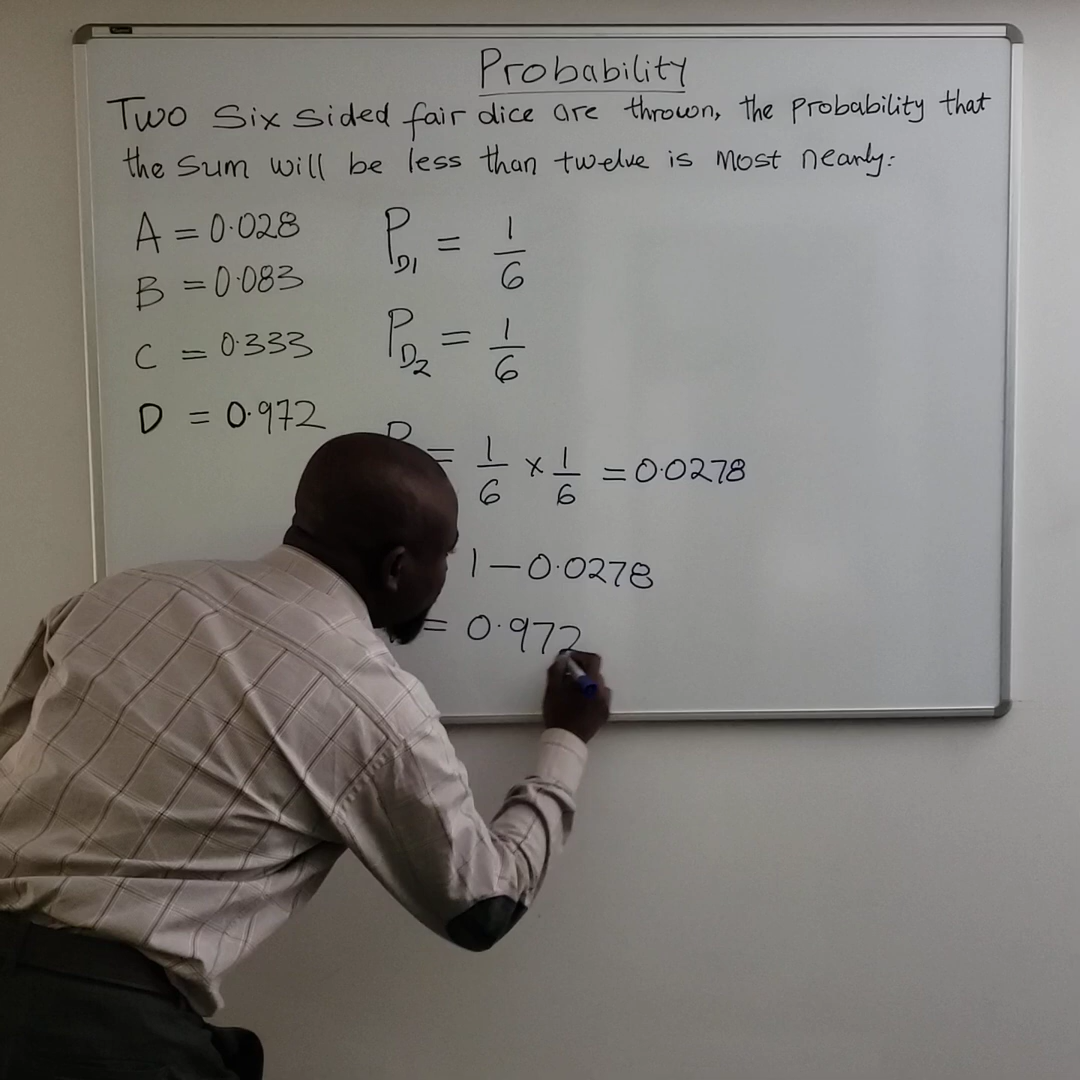 Probability
Two Six sided fair dice are thrown, the probability that
the sum will be less than twelve is most nearly:
A = 0.028
B = 0.083
C = 0.333
D = 0.972
P_D1 = 1/6
P_D2 = 1/6
P = 1/6 × 1/6 = 0.0278
1 – 0.0278
= 0.972